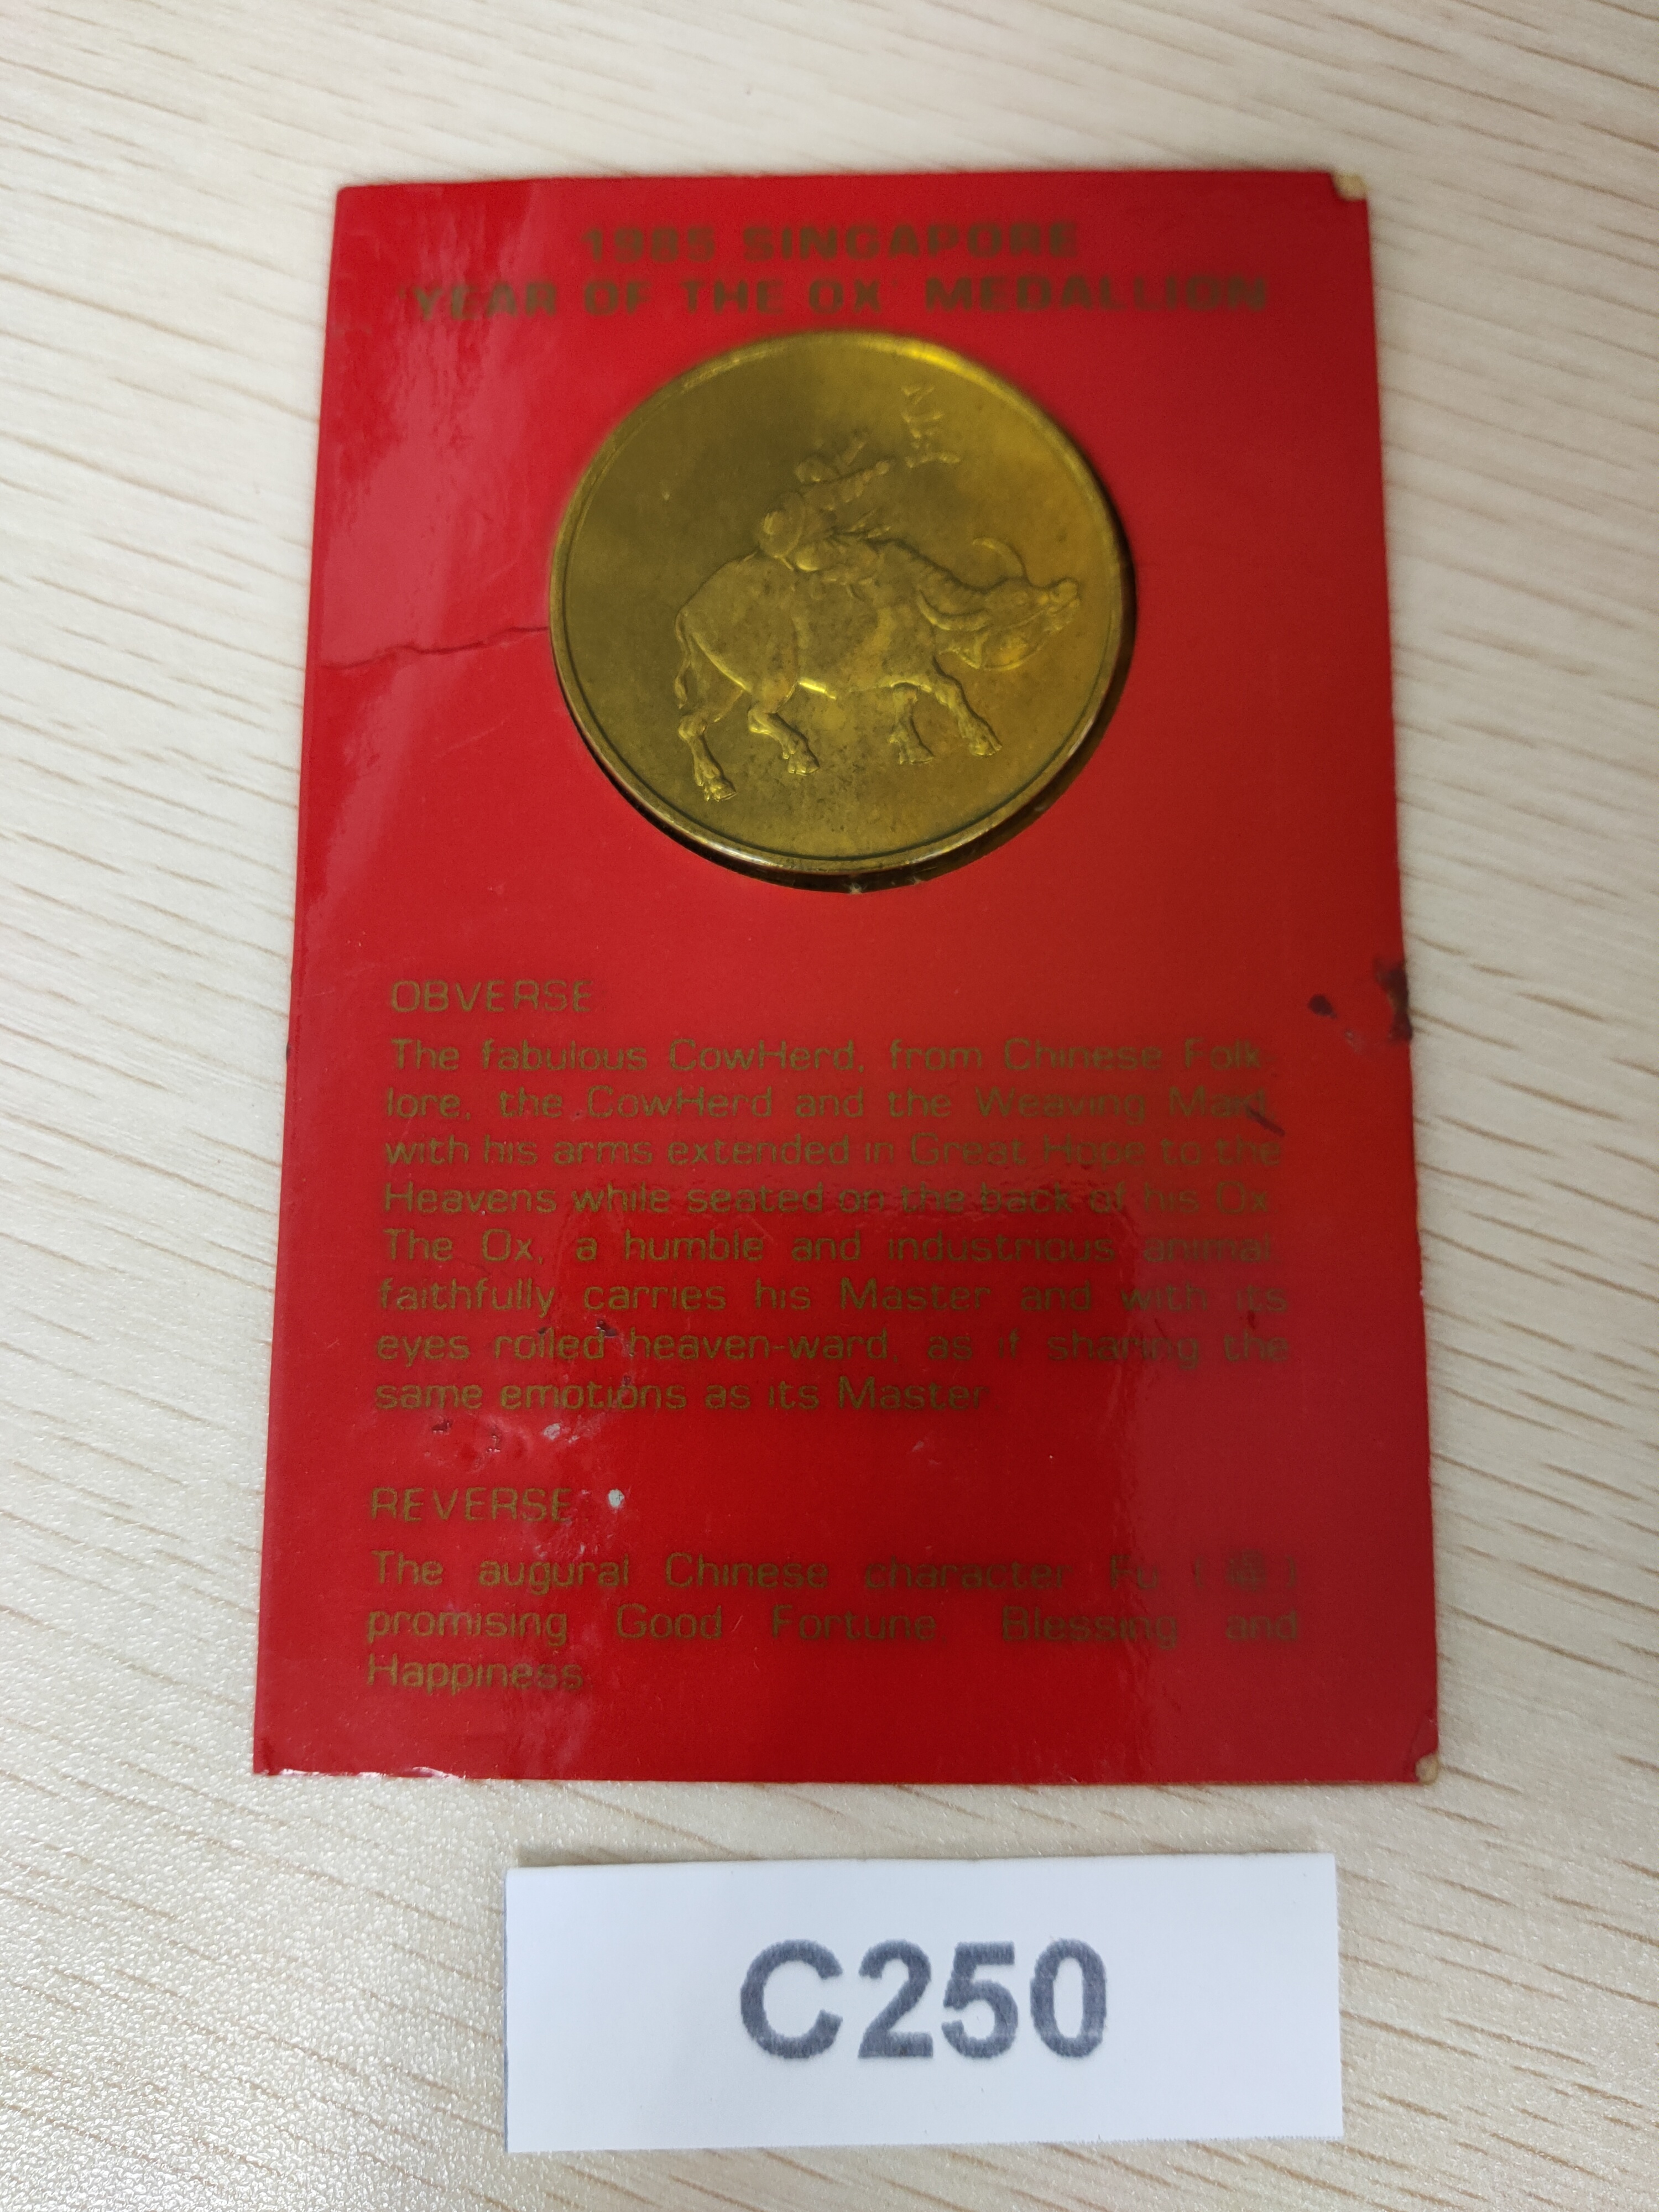 1985 SINGAPORE
'YEAR OF THE OX' MEDALLION
OBVERSE
The fabulous CowHerd, from Chinese Folk-
lore, the CowHerd and the Weaving Maid,
with his arms extended in Great Hope to the
Heavens while seated on the back of his Ox.
The Ox, a humble and industrious animal,
faithfully carries his Master and with its
eyes rolled heaven-ward, as if sharing the
same emotions as its Master.
REVERSE
The augural Chinese character Fu ( )
promising Good Fortune, Blessing and
Happiness.
C250